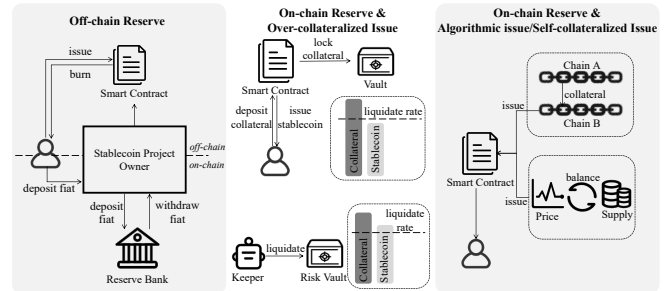 Off-chain Reserve
issue
burn
Smart Contract
Stablecoin Project
Owner
off-chain
on-chain
deposit fiat
deposit
fiat
withdraw
fiat
Reserve Bank
On-chain Reserve &
Over-collateralized Issue
lock
collateral
Smart Contract
Vault
deposit
collateral
issue
stablecoin
liquidate rate
Collateral
Stablecoin
Keeper
liquidate
Risk Vault
liquidate
rate
Collateral
Stablecoin
On-chain Reserve &
Algorithmic issue/Self-collateralized Issue
Chain A
collateral
Chain B
issue
Smart Contract
issue
Price
balance
Supply